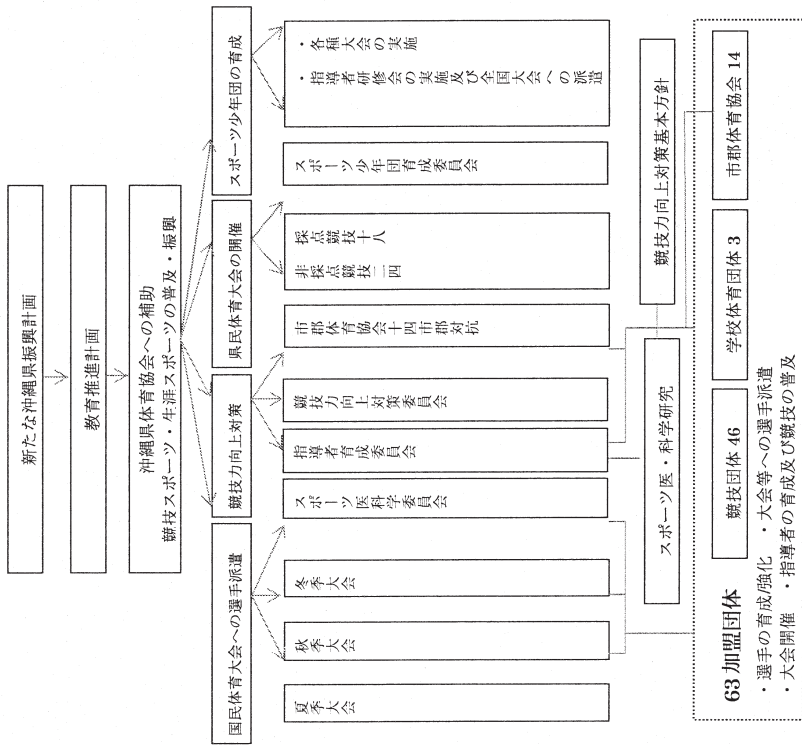 新たな沖縄県振興計画
教育推進計画
沖縄県体育協会への補助
競技スポーツ・生涯スポーツの普及・振興
国民体育大会への選手派遣
競技力向上対策
県民体育大会の開催
スポーツ少年団の育成
夏季大会
秋季大会
冬季大会
スポーツ医科学委員会
指導者育成委員会
競技力向上対策委員会
市郡体育協会十四市郡対抗
非採点競技二四
採点競技十八
スポーツ少年団育成委員会
・指導者研修会の実施及び全国大会への派遣
・各種大会の実施
スポーツ医・科学研究
競技力向上対策基本方針
63加盟団体
競技団体 46
学校体育団体 3
市郡体育協会 14
・選手の育成/強化 ・大会等への選手派遣
・大会開催 ・指導者の育成及び競技の普及